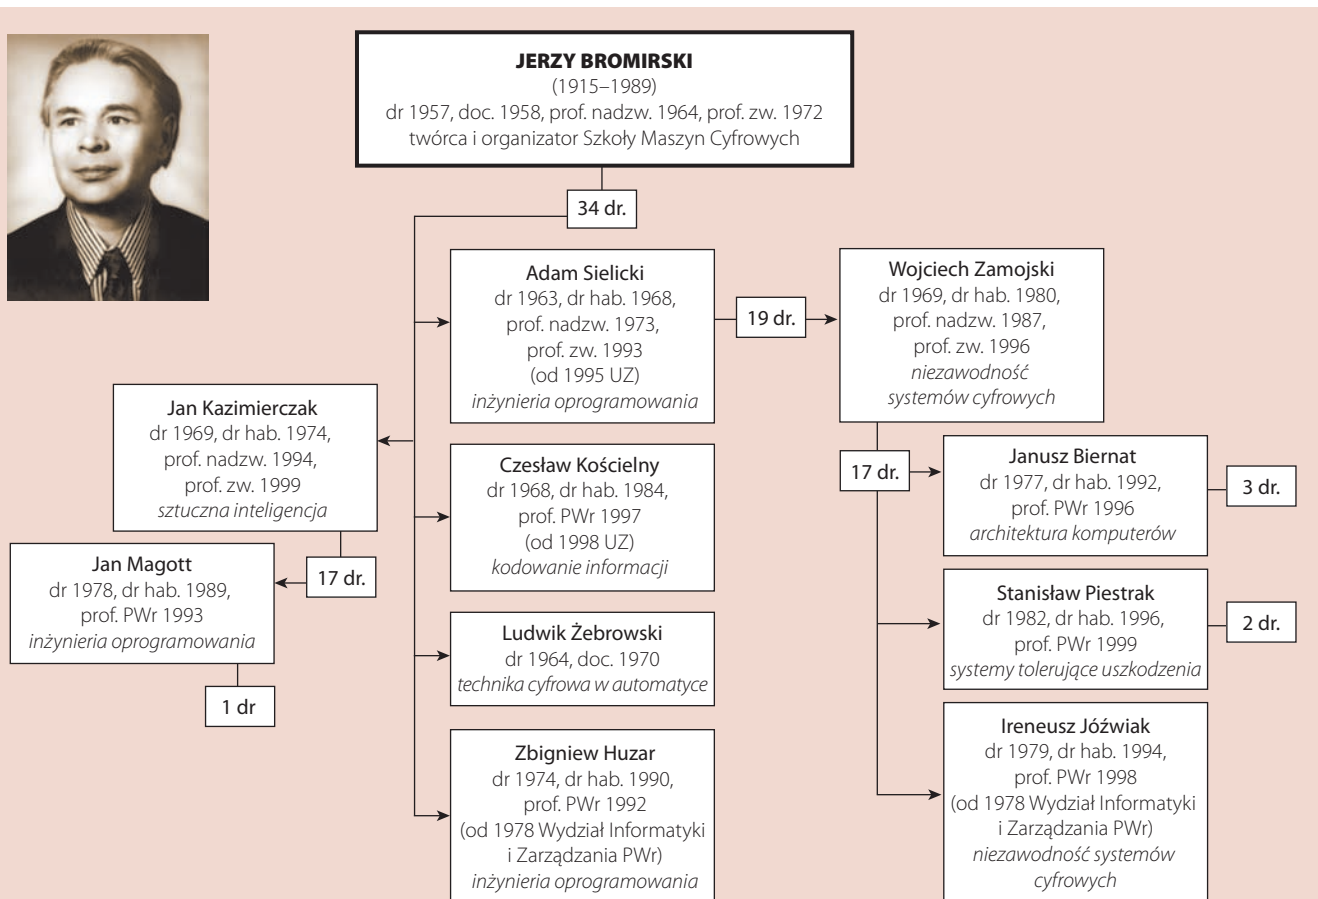 JERZY BROMIRSKI
(1915–1989)
dr 1957, doc. 1958, prof. nadzw. 1964, prof. zw. 1972
twórca i organizator Szkoły Maszyn Cyfrowych
34 dr.
Adam Sielicki
dr 1963, dr hab. 1968,
prof. nadzw. 1973,
prof. zw. 1993
(od 1995 UZ)
inżynieria oprogramowania
19 dr.
Wojciech Zamojski
dr 1969, dr hab. 1980,
prof. nadzw. 1987,
prof. zw. 1996
niezawodność
systemów cyfrowych
Jan Kazimierczak
dr 1969, dr hab. 1974,
prof. nadzw. 1994,
prof. zw. 1999
sztuczna inteligencja
17 dr.
Jan Magott
dr 1978, dr hab. 1989,
prof. PWr 1993
inżynieria oprogramowania
1 dr
Czesław Kościelny
dr 1968, dr hab. 1984,
prof. PWr 1997
(od 1998 UZ)
kodowanie informacji
Ludwik Żebrowski
dr 1964, doc. 1970
technika cyfrowa w automatyce
Zbigniew Huzar
dr 1974, dr hab. 1990,
prof. PWr 1992
(od 1978 Wydział Informatyki
i Zarządzania PWr)
inżynieria oprogramowania
17 dr.
Janusz Biernat
dr 1977, dr hab. 1992,
prof. PWr 1996
architektura komputerów
3 dr.
Stanisław Piestrak
dr 1982, dr hab. 1996,
prof. PWr 1999
systemy tolerujące uszkodzenia
2 dr.
Ireneusz Jóźwiak
dr 1979, dr hab. 1994,
prof. PWr 1998
(od 1978 Wydział Informatyki
i Zarządzania PWr)
niezawodność systemów
cyfrowych